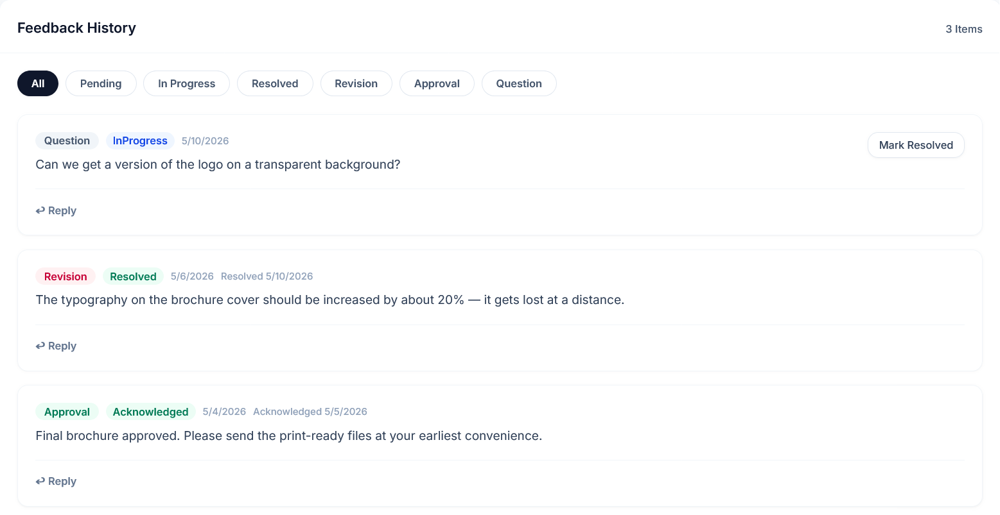 Feedback History
3 Items
All Pending In Progress Resolved Revision Approval Question
Question InProgress 5/10/2026
Mark Resolved
Can we get a version of the logo on a transparent background?
Reply
Revision Resolved 5/6/2026 Resolved 5/10/2026
The typography on the brochure cover should be increased by about 20% — it gets lost at a distance.
Reply
Approval Acknowledged 5/4/2026 Acknowledged 5/5/2026
Final brochure approved. Please send the print-ready files at your earliest convenience.
Reply